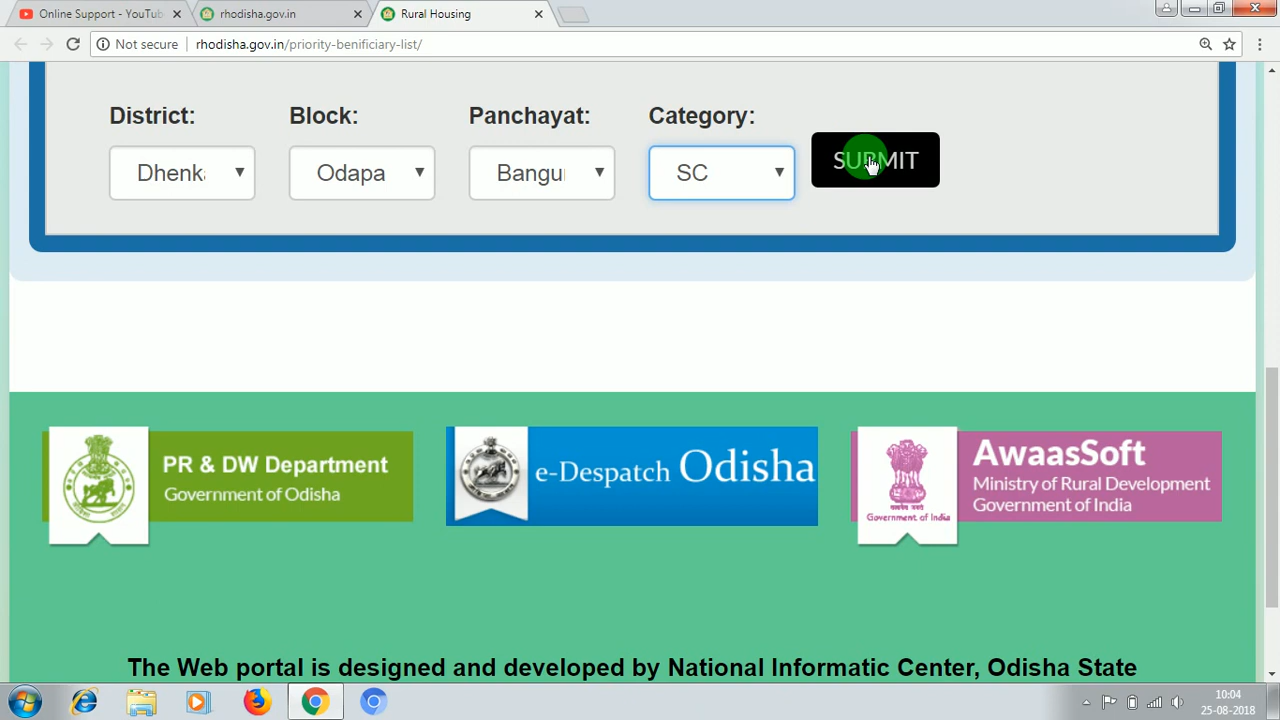 Online Support - YouTub
rhodisha.gov.in
Rural Housing
Not secure
rhodisha.gov.in/priority-benificiary-list/
District:
Block:
Panchayat:
Category:
Dhenk
Odapa
Bangu
SC
SUBMIT
PR & DW Department
Government of Odisha
e-Despatch Odisha
Government of India
AwaasSoft
Ministry of Rural Development
Government of India
The Web portal is designed and developed by National Informatic Center, Odisha State
10:04
25-08-2018